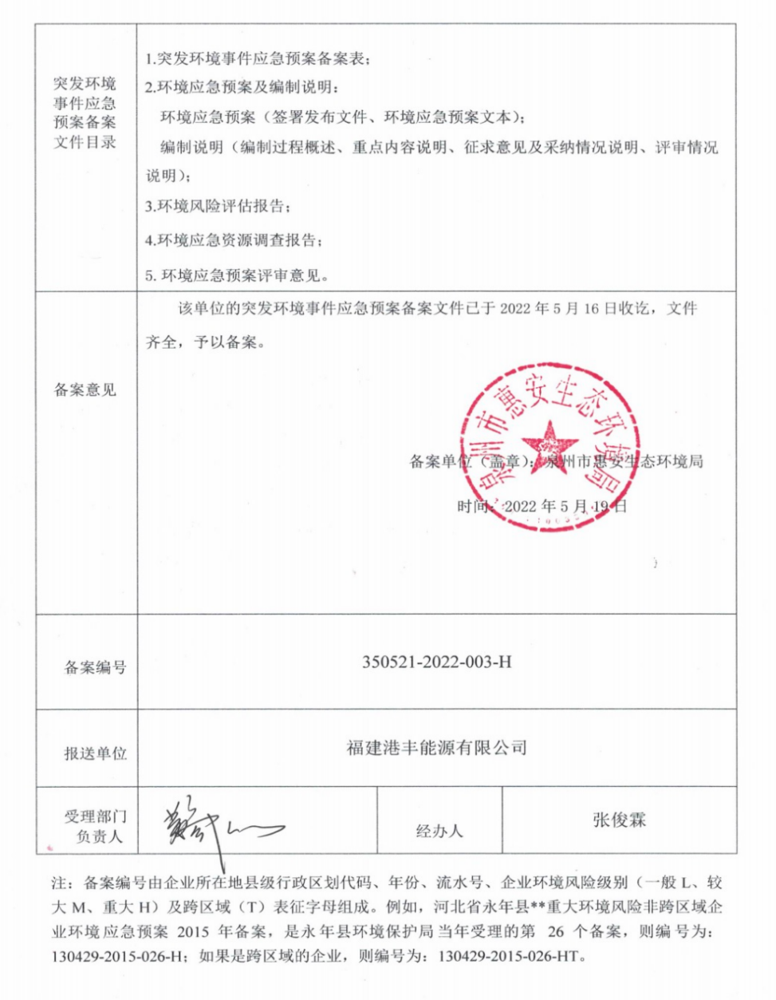 突发环境
事件应急
预案备案
文件目录
1.突发环境事件应急预案备案表；
2.环境应急预案及编制说明：
环境应急预案（签署发布文件、环境应急预案文本）；
编制说明（编制过程概述、重点内容说明、征求意见及采纳情况说明、评审情况
说明）；
3.环境风险评估报告；
4.环境应急资源调查报告；
5. 环境应急预案评审意见。
备案意见
该单位的突发环境事件应急预案备案文件已于 2022 年 5 月 16 日收讫，文件
齐全，予以备案。
泉州市惠安生态环境局
备案单位（盖章）：泉州市惠安生态环境局
时间：2022 年 5 月 19 日
备案编号
350521-2022-003-H
报送单位
福建港丰能源有限公司
受理部门
负责人
经办人
张俊霖
注：备案编号由企业所在地县级行政区划代码、年份、流水号、企业环境风险级别（一般 L、较
大 M、重大 H）及跨区域（T）表征字母组成。例如，河北省永年县**重大环境风险非跨区域企
业环境应急预案 2015 年备案，是永年县环境保护局当年受理的第 26 个备案，则编号为：
130429-2015-026-H；如果是跨区域的企业，则编号为：130429-2015-026-HT。